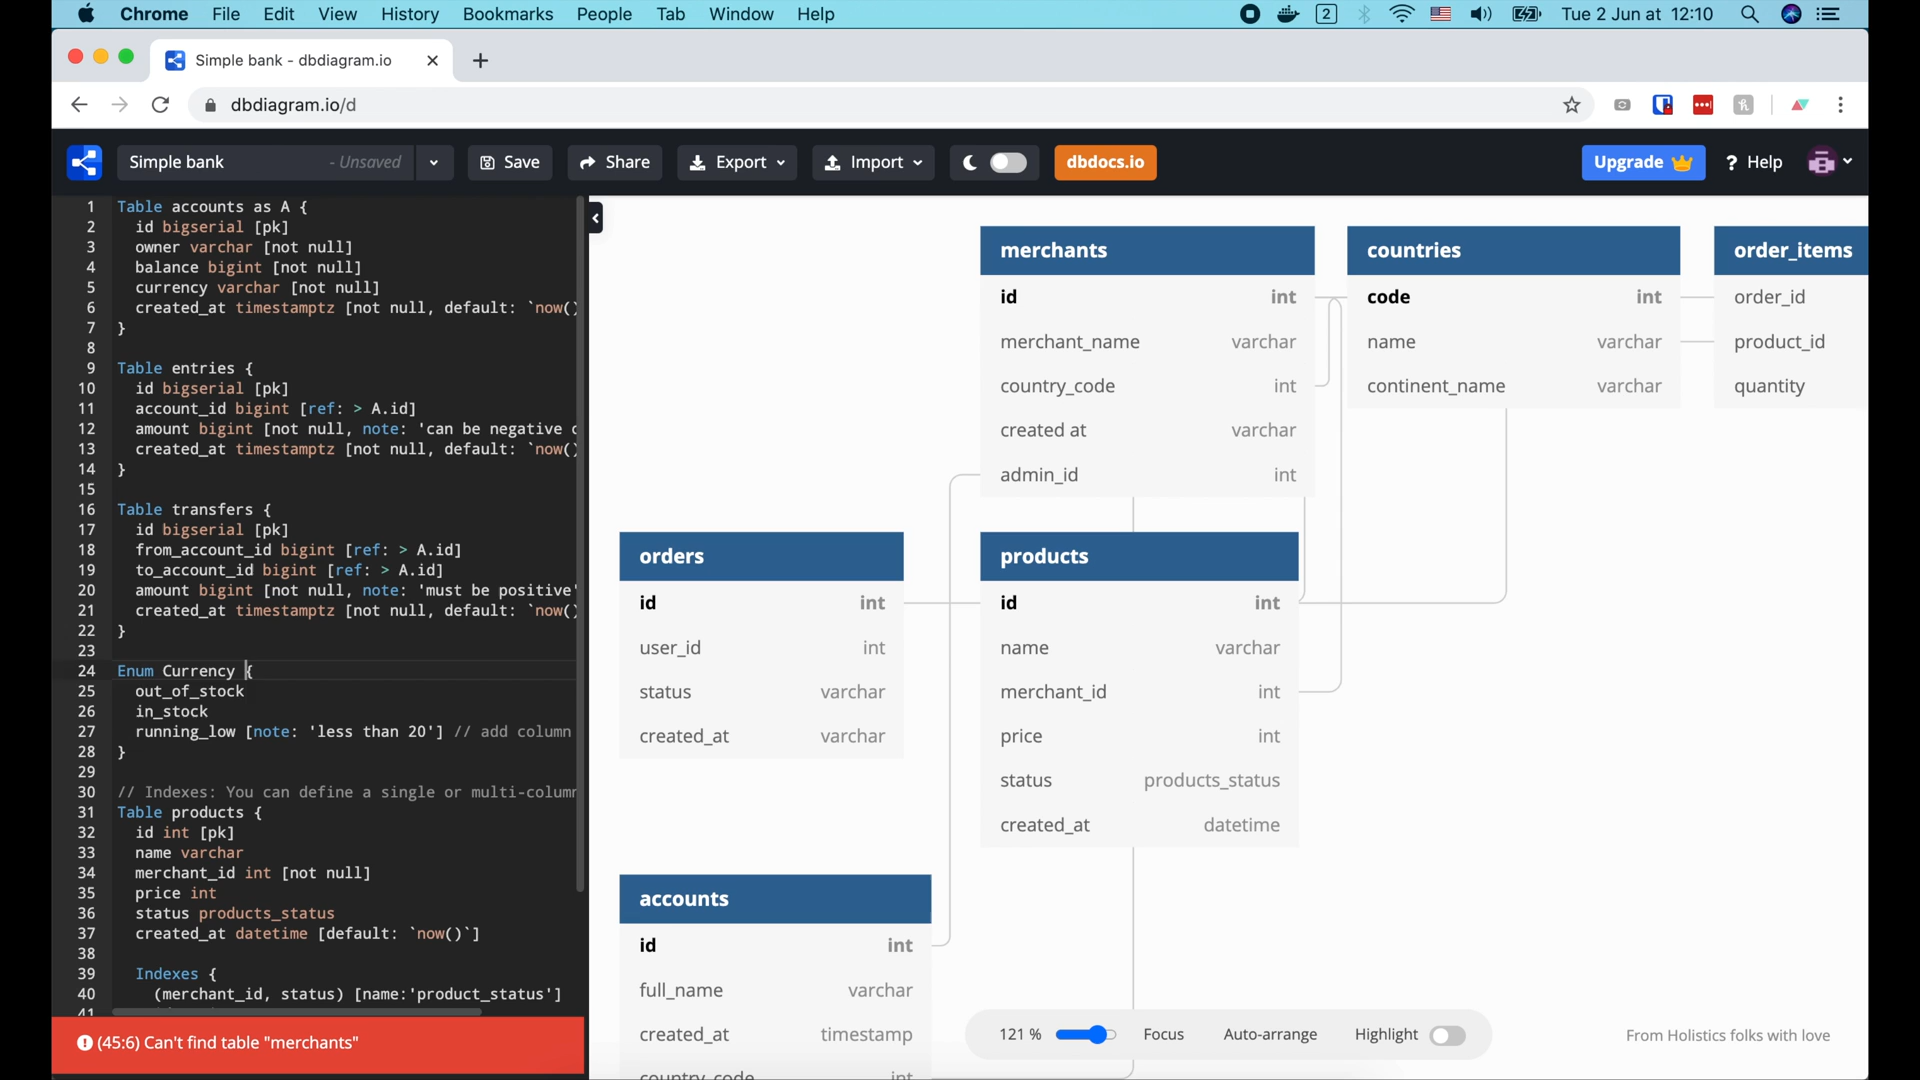 Chrome File Edit View History Bookmarks People Tab Window Help 2 Tue 2 Jun at 12:10
Simple bank - dbdiagram.io
dbdiagram.io/d
Simple bank - Unsaved Save Share Export Import dbdocs.io Upgrade ? Help
1 Table accounts as A {
2 id bigserial [pk]
3 owner varchar [not null]
4 balance bigint [not null]
5 currency varchar [not null]
6 created_at timestamptz [not null, default: `now()
7 }
8
9 Table entries {
10 id bigserial [pk]
11 account_id bigint [ref: > A.id]
12 amount bigint [not null, note: 'can be negative
13 created_at timestamptz [not null, default: `now()
14 }
15
16 Table transfers {
17 id bigserial [pk]
18 from_account_id bigint [ref: > A.id]
19 to_account_id bigint [ref: > A.id]
20 amount bigint [not null, note: 'must be positive'
21 created_at timestamptz [not null, default: `now()
22 }
23
24 Enum Currency {
25 out_of_stock
26 in_stock
27 running_low [note: 'less than 20'] // add column
28 }
29
30 // Indexes: You can define a single or multi-column
31 Table products {
32 id int [pk]
33 name varchar
34 merchant_id int [not null]
35 price int
36 status products_status
37 created_at datetime [default: `now()`]
38
39 Indexes {
40 (merchant_id, status) [name:'product_status']
41
(45:6) Can't find table "merchants"
merchants
id int
merchant_name varchar
country_code int
created at varchar
admin_id int
countries
code int
name varchar
continent_name varchar
order_items
order_id
product_id
quantity
orders
id int
user_id int
status varchar
created_at varchar
products
id int
name varchar
merchant_id int
price int
status products_status
created_at datetime
accounts
id int
full_name varchar
created_at timestamp
country_code int
121 % Focus Auto-arrange Highlight
From Holistics folks with love